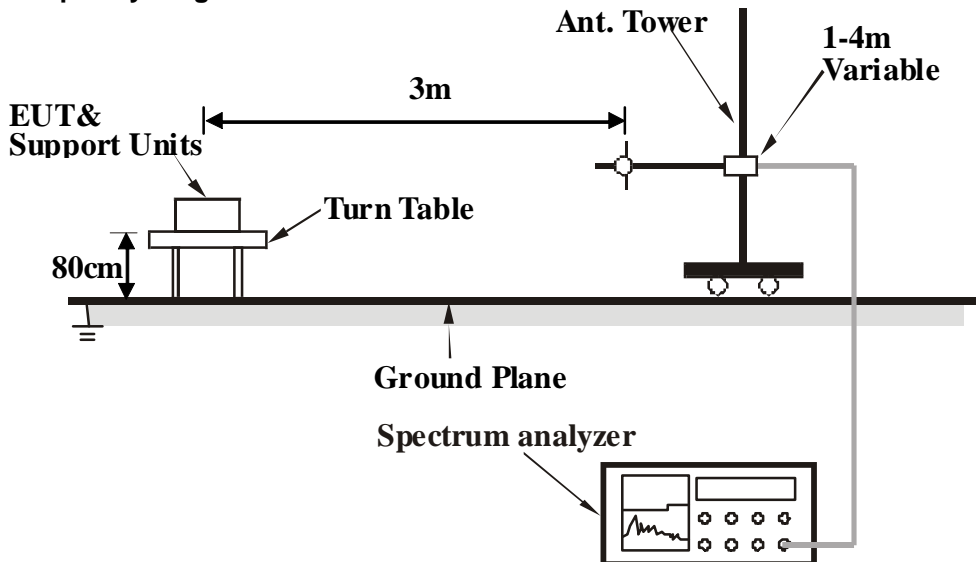 Ant. Tower
1-4m
Variable
3m
EUT&
Support Units
Turn Table
80cm
Ground Plane
Spectrum analyzer